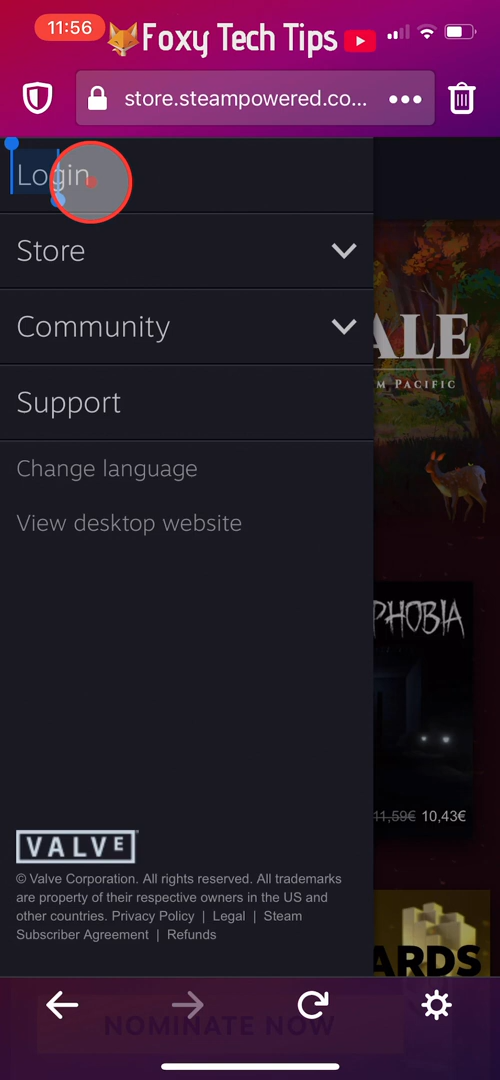 11:56
Foxy Tech Tips
store.steampowered.co...
Login
Store
Community
ALE
M PACIFIC
Support
Change language
View desktop website
PHOBIA
11,59€ 10,43€
VALVE
© Valve Corporation. All rights reserved. All trademarks
are property of their respective owners in the US and
other countries. Privacy Policy | Legal | Steam
Subscriber Agreement | Refunds
ARDS
NOMINATE NOW